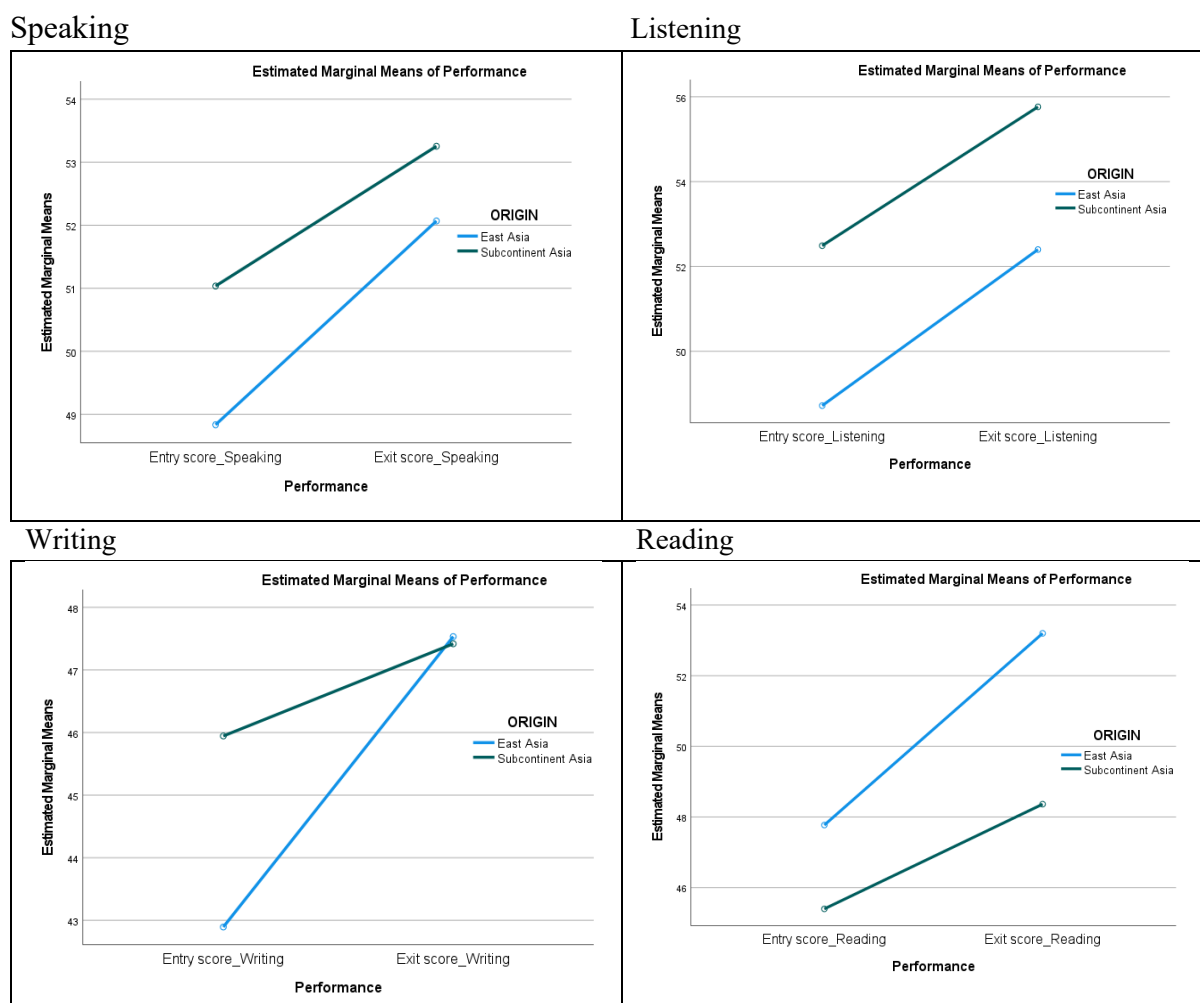 Speaking
Listening
Estimated Marginal Means of Performance
54
53
52
51
50
49
Estimated Marginal Means
ORIGIN
East Asia
Subcontinent Asia
Entry score_Speaking
Exit score_Speaking
Performance
Estimated Marginal Means of Performance
56
54
52
50
Estimated Marginal Means
ORIGIN
East Asia
Subcontinent Asia
Entry score_Listening
Exit score_Listening
Performance
Writing
Reading
Estimated Marginal Means of Performance
48
47
46
45
44
43
Estimated Marginal Means
ORIGIN
East Asia
Subcontinent Asia
Entry score_Writing
Exit score_Writing
Performance
Estimated Marginal Means of Performance
54
52
50
48
46
Estimated Marginal Means
ORIGIN
East Asia
Subcontinent Asia
Entry score_Reading
Exit score_Reading
Performance